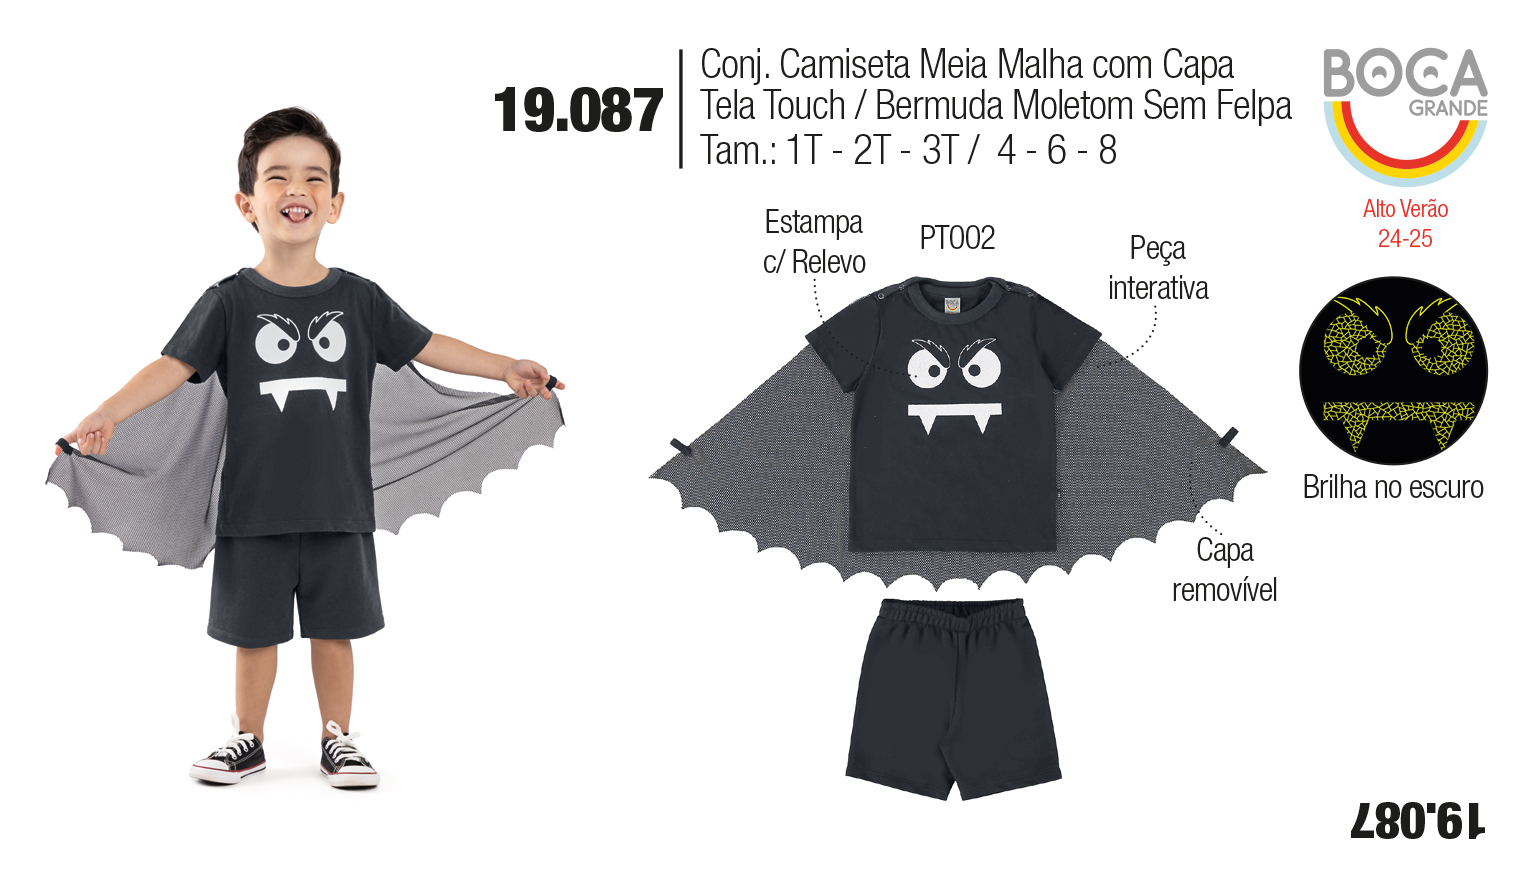 19.087
Conj. Camiseta Meia Malha com Capa
Tela Touch / Bermuda Moletom Sem Felpa
Tam.: 1T - 2T - 3T / 4 - 6 - 8
BOCA
GRANDE
Alto Verão
24-25
Estampa
c/ Relevo
PT002
Peça
interativa
BOCA
Brilha no escuro
Capa
removível
19.087